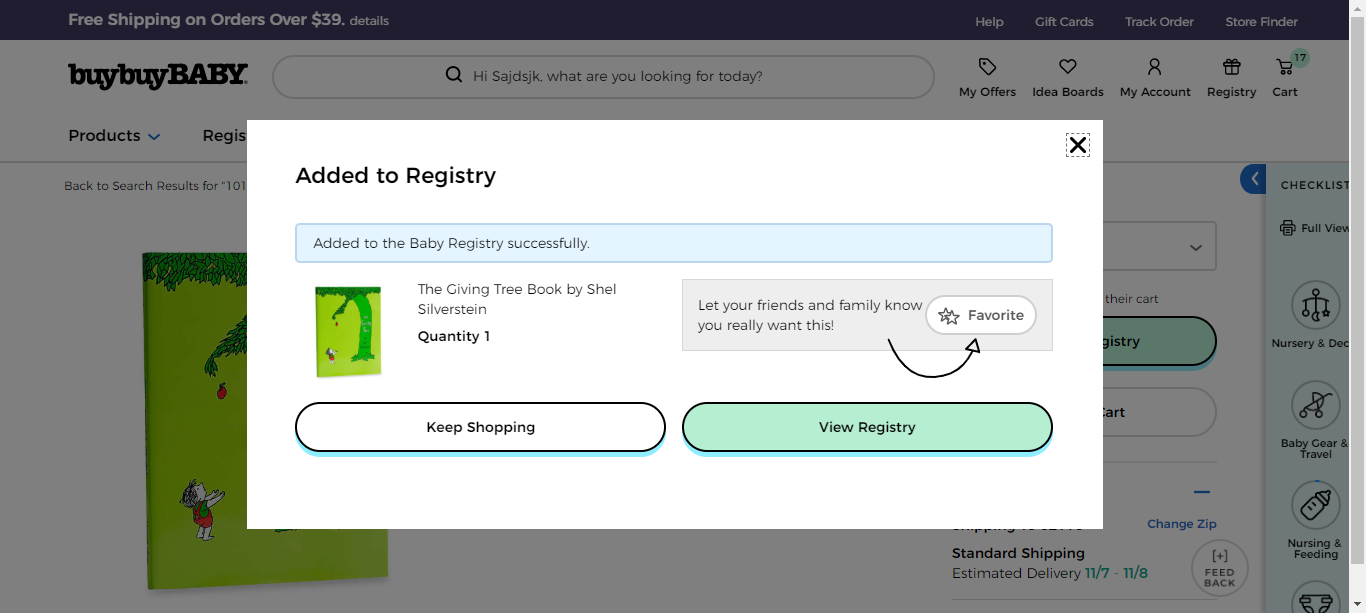 Free Shipping on Orders Over $39. details
Help
Gift Cards
Track Order
Store Finder
buybuyBABY
Hi Sajdsjk, what are you looking for today?
My Offers
Idea Boards
My Account
Registry
17
Cart
Products
Regis
Back to Search Results for "101
CHECKLIST
Full View
Added to Registry
Added to the Baby Registry successfully.
The Giving Tree Book by Shel
Silverstein
Quantity 1
Let your friends and family know
you really want this!
Favorite
Keep Shopping
View Registry
their cart
gistry
Cart
Nursery & Dec
Baby Gear &
Travel
Nursing &
Feeding
Change Zip
Standard Shipping
Estimated Delivery 11/7 - 11/8
[+]
FEED
BACK